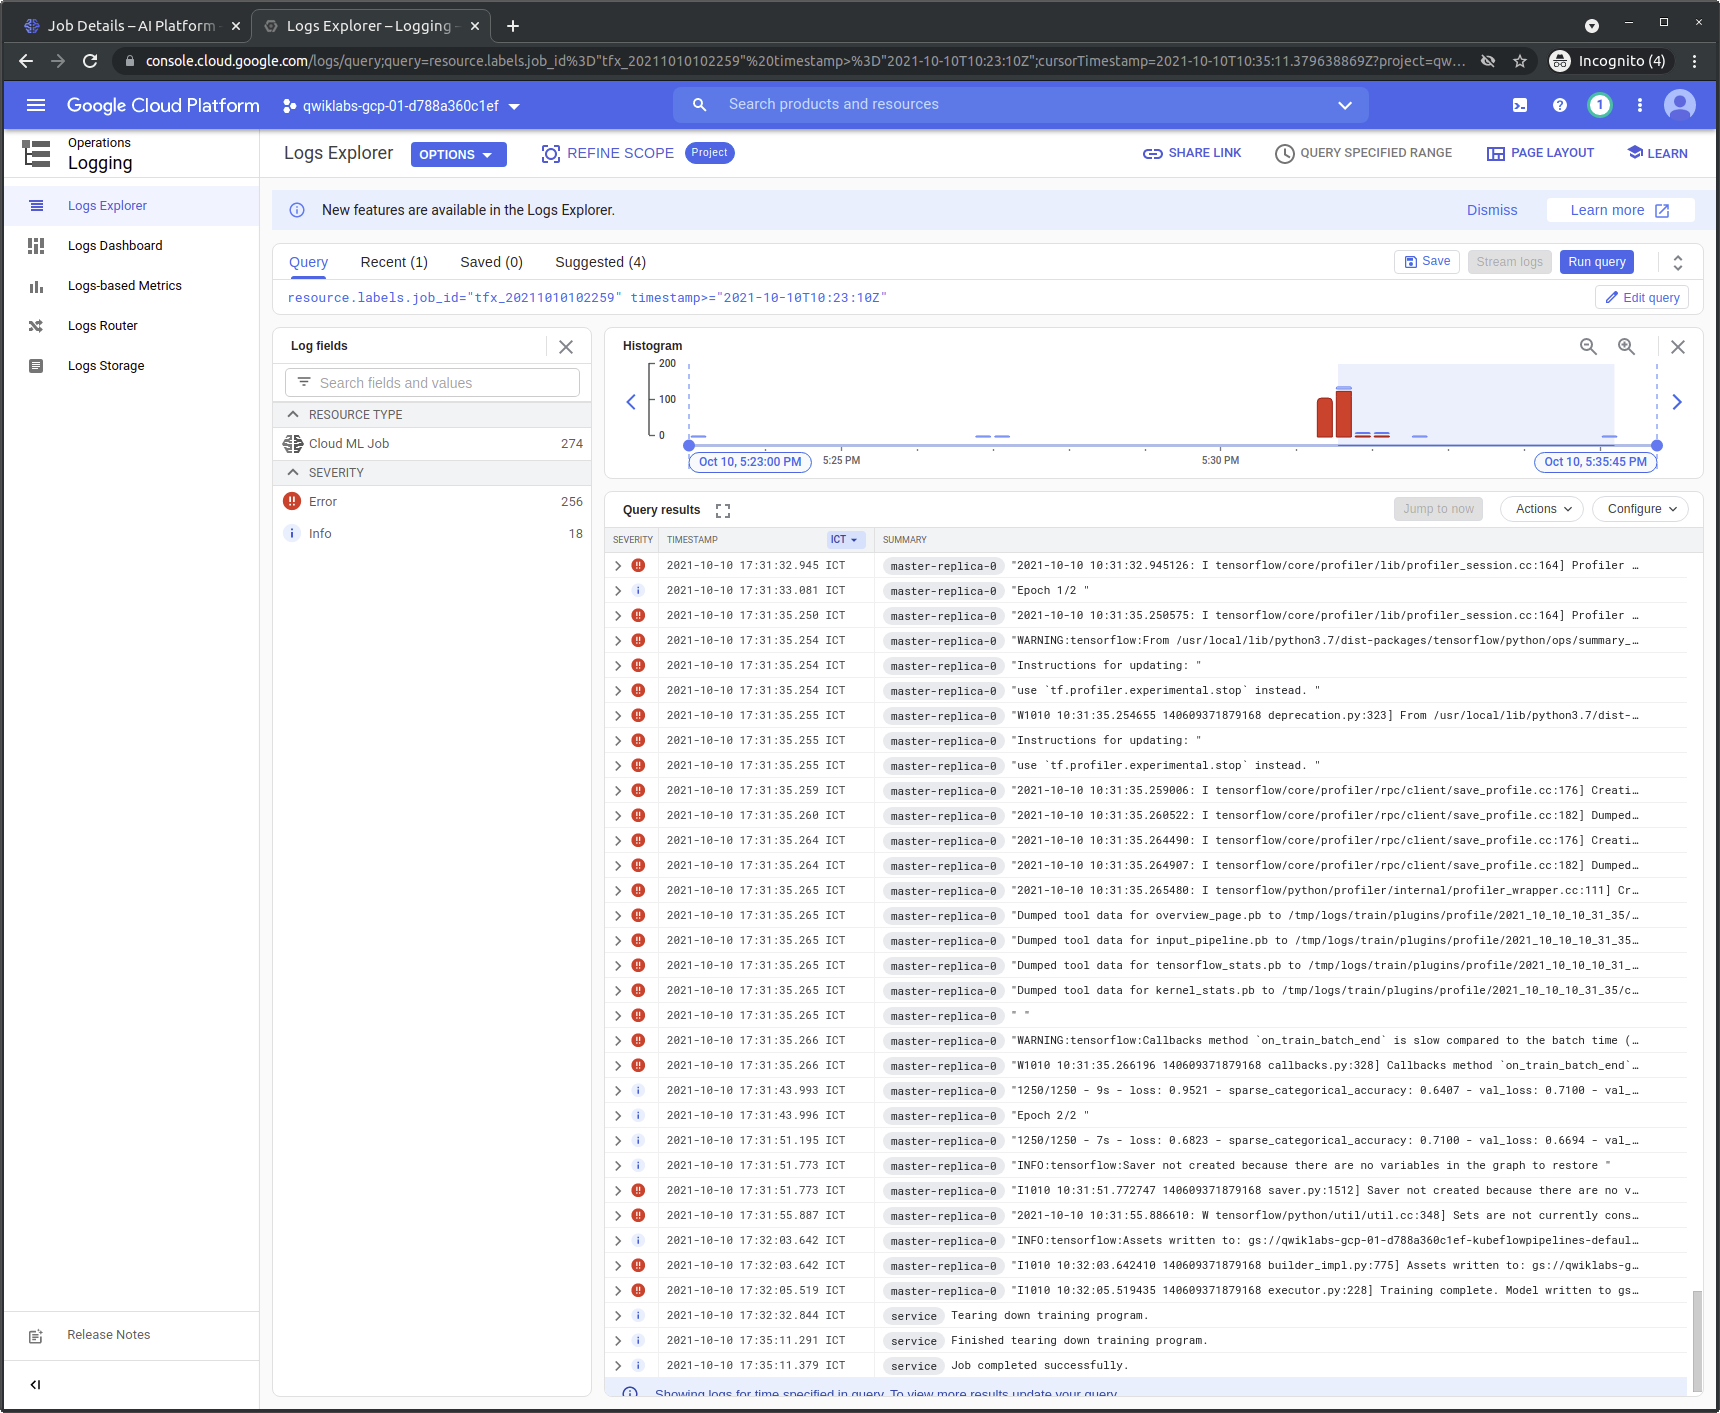 Job Details – AI Platform
Logs Explorer – Logging –
console.cloud.google.com/logs/query;query=resource.labels.job_id%3D"tfx_20211010102259"%20timestamp>%3D"2021-10-10T10:23:10Z";cursorTimestamp=2021-10-10T10:35:11.379638869Z?project=qw…
Incognito (4)
Google Cloud Platform
qwiklabs-gcp-01-d788a360c1ef
Search products and resources
1
Operations
Logging
Logs Explorer
OPTIONS
REFINE SCOPE
Project
SHARE LINK
QUERY SPECIFIED RANGE
PAGE LAYOUT
LEARN
Logs Explorer
Logs Dashboard
Logs-based Metrics
Logs Router
Logs Storage
Release Notes
New features are available in the Logs Explorer.
Dismiss
Learn more
Query
Recent (1)
Saved (0)
Suggested (4)
Save
Stream logs
Run query
resource.labels.job_id="tfx_20211010102259" timestamp>="2021-10-10T10:23:10Z"
Edit query
Log fields
Search fields and values
RESOURCE TYPE
Cloud ML Job 274
SEVERITY
Error 256
Info 18
Histogram
200
100
0
Oct 10, 5:23:00 PM
5:25 PM
5:30 PM
Oct 10, 5:35:45 PM
Query results
Jump to now
Actions
Configure
SEVERITY TIMESTAMP ICT SUMMARY
2021-10-10 17:31:32.945 ICT master-replica-0 "2021-10-10 10:31:32.945126: I tensorflow/core/profiler/lib/profiler_session.cc:164] Profiler …
2021-10-10 17:31:33.081 ICT master-replica-0 "Epoch 1/2 "
2021-10-10 17:31:35.250 ICT master-replica-0 "2021-10-10 10:31:35.250575: I tensorflow/core/profiler/lib/profiler_session.cc:164] Profiler …
2021-10-10 17:31:35.254 ICT master-replica-0 "WARNING:tensorflow:From /usr/local/lib/python3.7/dist-packages/tensorflow/python/ops/summary_…
2021-10-10 17:31:35.254 ICT master-replica-0 "Instructions for updating: "
2021-10-10 17:31:35.254 ICT master-replica-0 "use `tf.profiler.experimental.stop` instead. "
2021-10-10 17:31:35.255 ICT master-replica-0 "W1010 10:31:35.254655 140609371879168 deprecation.py:323] From /usr/local/lib/python3.7/dist-…
2021-10-10 17:31:35.255 ICT master-replica-0 "Instructions for updating: "
2021-10-10 17:31:35.255 ICT master-replica-0 "use `tf.profiler.experimental.stop` instead. "
2021-10-10 17:31:35.259 ICT master-replica-0 "2021-10-10 10:31:35.259006: I tensorflow/core/profiler/rpc/client/save_profile.cc:176] Creati…
2021-10-10 17:31:35.260 ICT master-replica-0 "2021-10-10 10:31:35.260522: I tensorflow/core/profiler/rpc/client/save_profile.cc:182] Dumped…
2021-10-10 17:31:35.264 ICT master-replica-0 "2021-10-10 10:31:35.264490: I tensorflow/core/profiler/rpc/client/save_profile.cc:176] Creati…
2021-10-10 17:31:35.264 ICT master-replica-0 "2021-10-10 10:31:35.264907: I tensorflow/core/profiler/rpc/client/save_profile.cc:182] Dumped…
2021-10-10 17:31:35.265 ICT master-replica-0 "2021-10-10 10:31:35.265480: I tensorflow/python/profiler/internal/profiler_wrapper.cc:111] Cr…
2021-10-10 17:31:35.265 ICT master-replica-0 "Dumped tool data for overview_page.pb to /tmp/logs/train/plugins/profile/2021_10_10_10_31_35/…
2021-10-10 17:31:35.265 ICT master-replica-0 "Dumped tool data for input_pipeline.pb to /tmp/logs/train/plugins/profile/2021_10_10_10_31_35…
2021-10-10 17:31:35.265 ICT master-replica-0 "Dumped tool data for tensorflow_stats.pb to /tmp/logs/train/plugins/profile/2021_10_10_10_31_…
2021-10-10 17:31:35.265 ICT master-replica-0 "Dumped tool data for kernel_stats.pb to /tmp/logs/train/plugins/profile/2021_10_10_10_31_35/c…
2021-10-10 17:31:35.265 ICT master-replica-0 " "
2021-10-10 17:31:35.266 ICT master-replica-0 "WARNING:tensorflow:Callbacks method `on_train_batch_end` is slow compared to the batch time (…
2021-10-10 17:31:35.266 ICT master-replica-0 "W1010 10:31:35.266196 140609371879168 callbacks.py:328] Callbacks method `on_train_batch_end`…
2021-10-10 17:31:43.993 ICT master-replica-0 "1250/1250 - 9s - loss: 0.9521 - sparse_categorical_accuracy: 0.6407 - val_loss: 0.7100 - val_…
2021-10-10 17:31:43.996 ICT master-replica-0 "Epoch 2/2 "
2021-10-10 17:31:51.195 ICT master-replica-0 "1250/1250 - 7s - loss: 0.6823 - sparse_categorical_accuracy: 0.7100 - val_loss: 0.6694 - val_…
2021-10-10 17:31:51.773 ICT master-replica-0 "INFO:tensorflow:Saver not created because there are no variables in the graph to restore "
2021-10-10 17:31:51.773 ICT master-replica-0 "I1010 10:31:51.772747 140609371879168 saver.py:1512] Saver not created because there are no v…
2021-10-10 17:31:55.887 ICT master-replica-0 "2021-10-10 10:31:55.886610: W tensorflow/python/util/util.cc:348] Sets are not currently cons…
2021-10-10 17:32:03.642 ICT master-replica-0 "INFO:tensorflow:Assets written to: gs://qwiklabs-gcp-01-d788a360c1ef-kubeflowpipelines-defaul…
2021-10-10 17:32:03.642 ICT master-replica-0 "I1010 10:32:03.642410 140609371879168 builder_impl.py:775] Assets written to: gs://qwiklabs-g…
2021-10-10 17:32:05.519 ICT master-replica-0 "I1010 10:32:05.519435 140609371879168 executor.py:228] Training complete. Model written to gs…
2021-10-10 17:32:32.844 ICT service Tearing down training program.
2021-10-10 17:35:11.291 ICT service Finished tearing down training program.
2021-10-10 17:35:11.379 ICT service Job completed successfully.
Showing logs for time specified in query. To view more results update your query